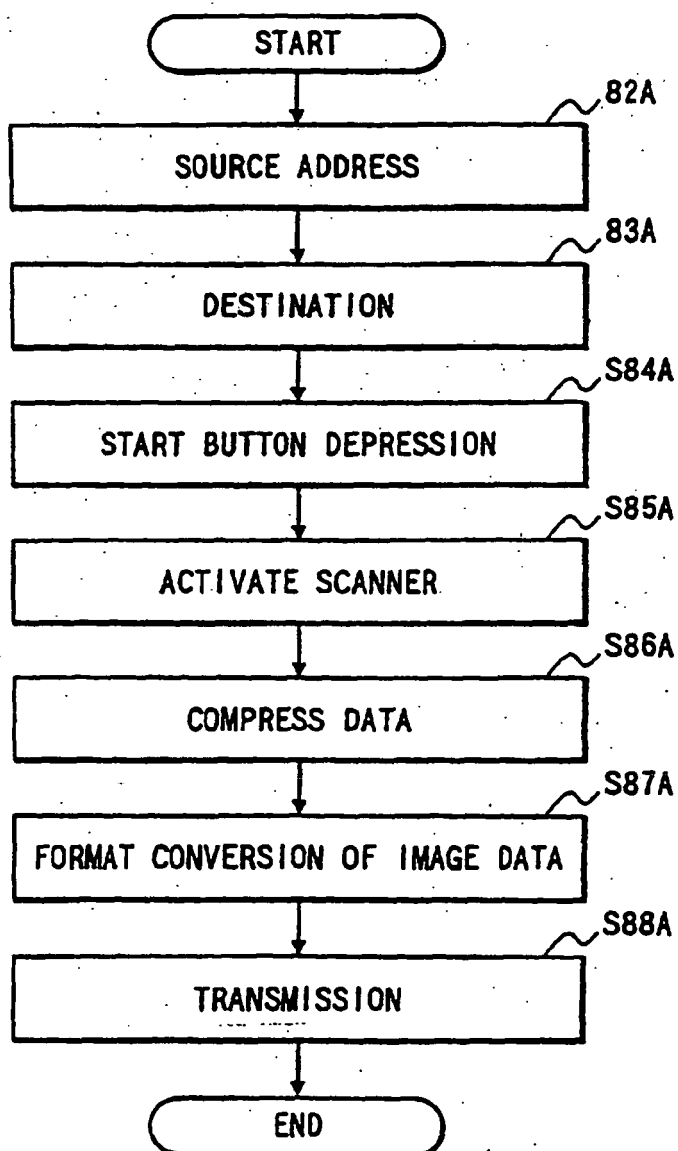 START
82A
SOURCE ADDRESS
83A
DESTINATION
S84A
START BUTTON DEPRESSION
S85A
ACTIVATE SCANNER
S86A
COMPRESS DATA
S87A
FORMAT CONVERSION OF IMAGE DATA
S88A
TRANSMISSION
END